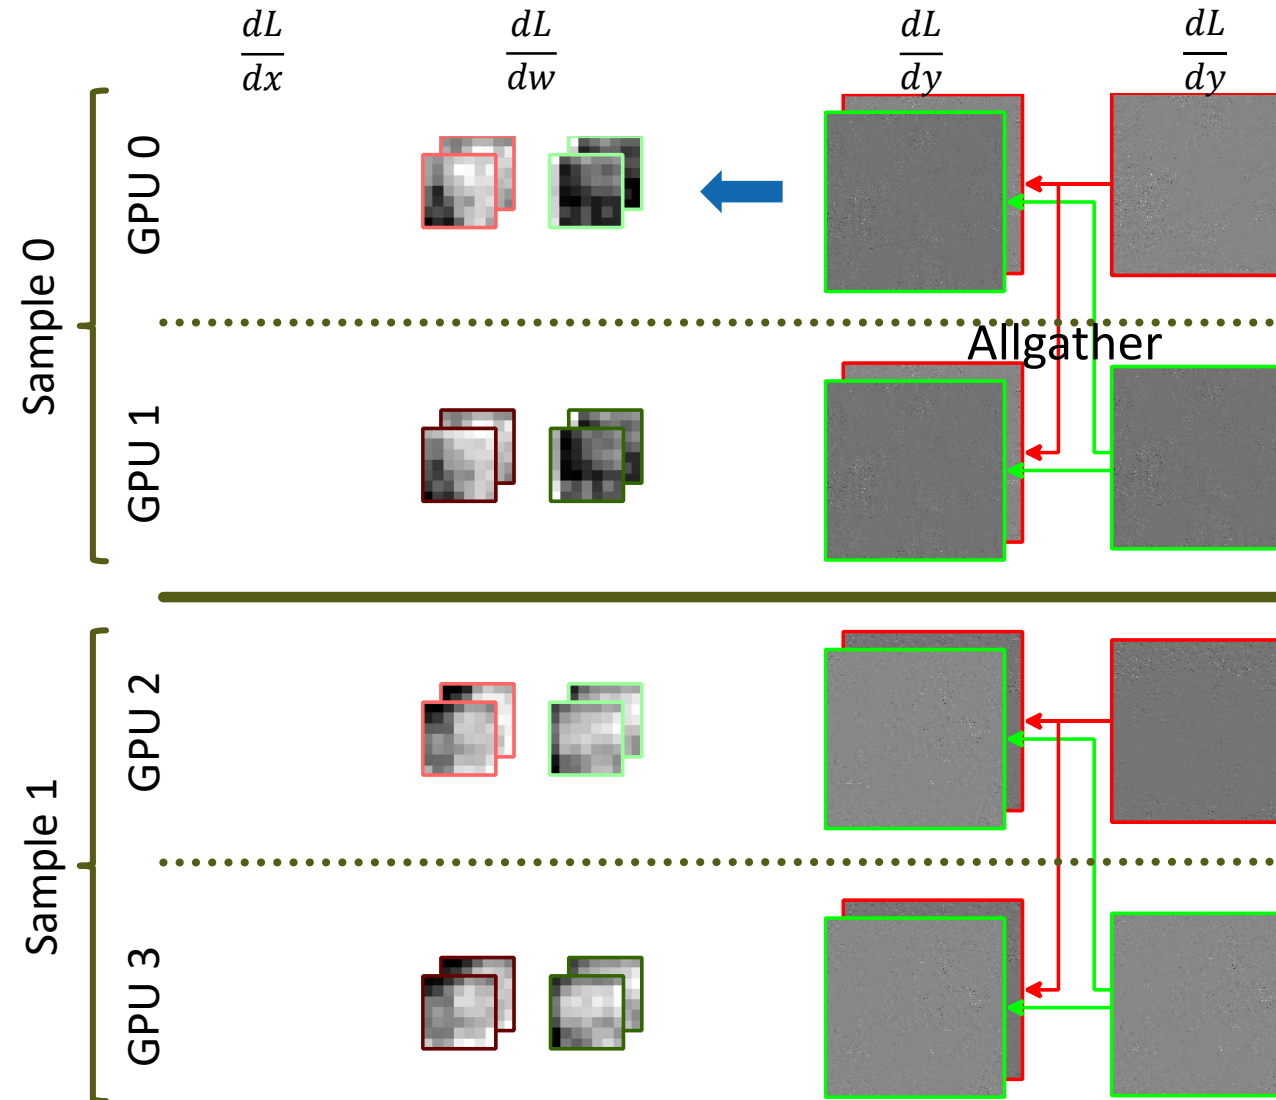 dL/dx dL/dw dL/dy dL/dy
Sample 0
GPU 0
Allgather
GPU 1
Sample 1
GPU 2
GPU 3